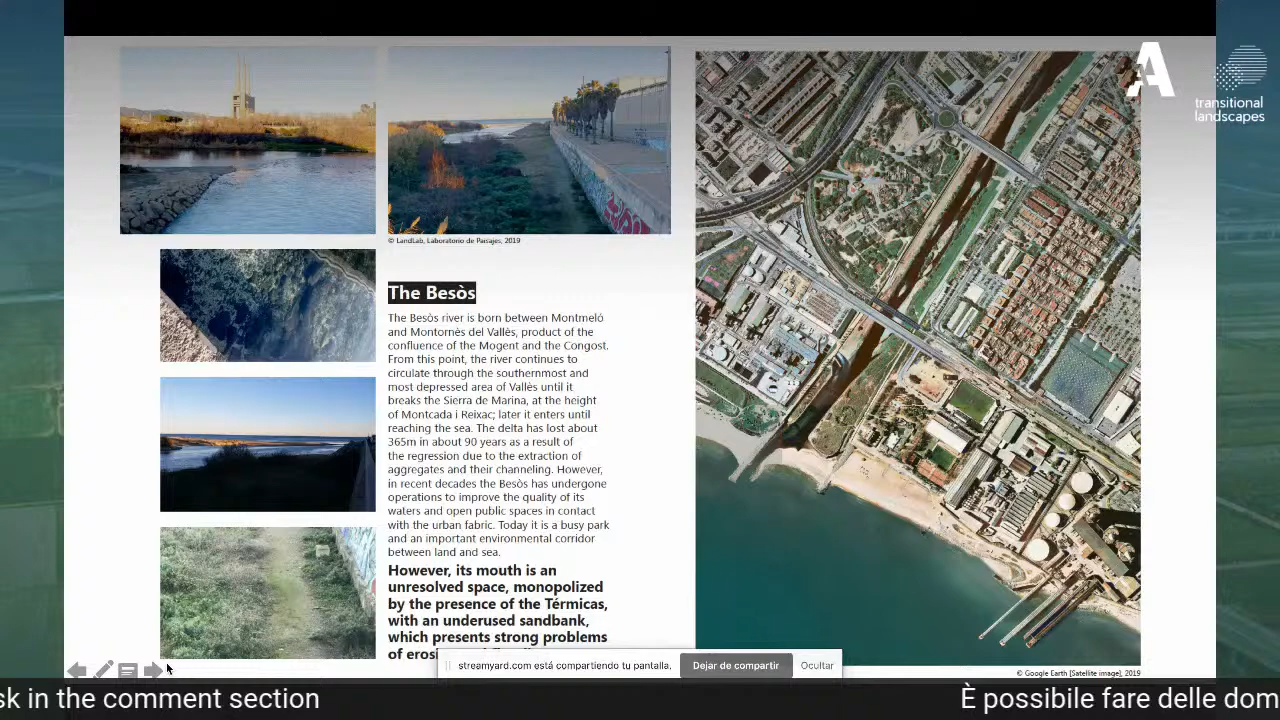 A
transitional
landscapes
© LandLab, Laboratorio de Paisajes, 2019
The Besòs
The Besòs river is born between Montmeló
and Montornès del Vallès, product of the
confluence of the Mogent and the Congost.
From this point, the river continues to
circulate through the southernmost and
most depressed area of Vallès until it
breaks the Sierra de Marina, at the height
of Montcada i Reixac; later it enters until
reaching the sea. The delta has lost about
365m in about 90 years as a result of
the regression due to the extraction of
aggregates and their channeling. However,
in recent decades the Besòs has undergone
operations to improve the quality of its
waters and open public spaces in contact
with the urban fabric. Today it is a busy park
and an important environmental corridor
between land and sea.
However, its mouth is an
unresolved space, monopolized
by the presence of the Térmicas,
with an underused sandbank,
which presents strong problems
of
streamyard.com está compartiendo tu pantalla.
Dejar de compartir
Ocultar
© Google Earth [Satellite image], 2019
sk in the comment section
È possibile fare delle dom